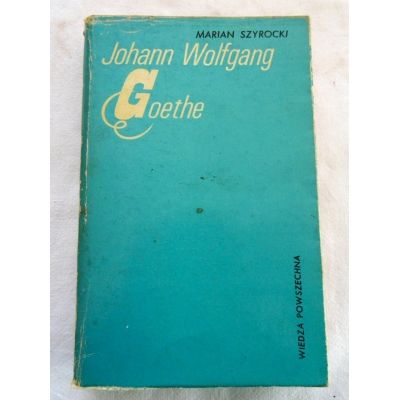 MARIAN SZYROCKI
Johann Wolfgang
Goethe
WIEDZA POWSZECHNA